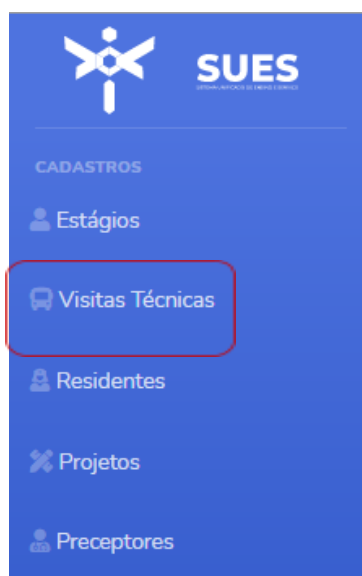 SUES
CADASTROS
Estágios
Visitas Técnicas
Residentes
Projetos
Preceptores